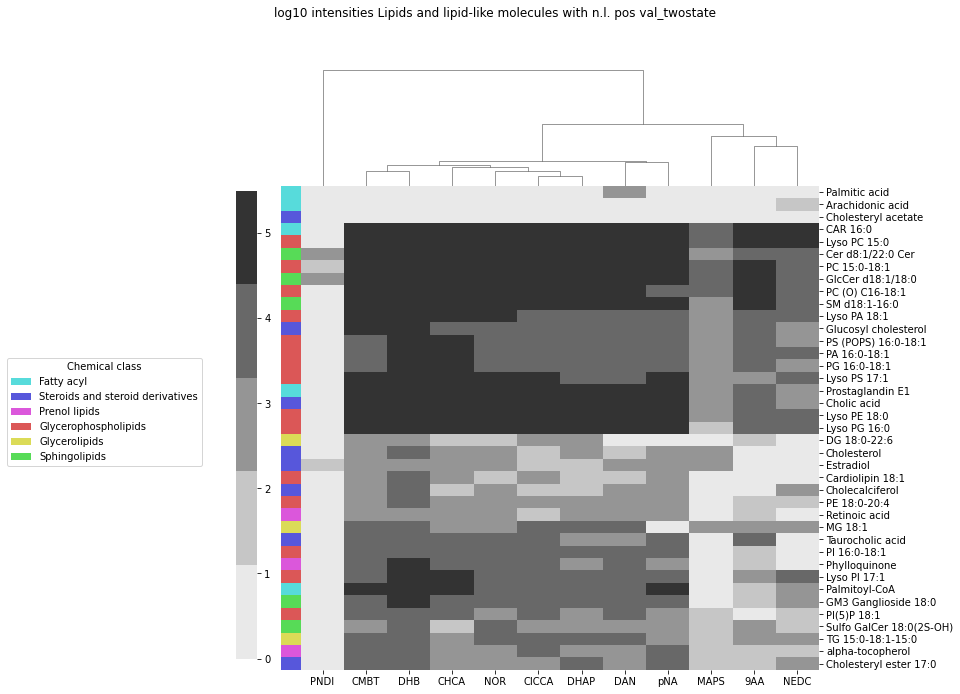 log10 intensities Lipids and lipid-like molecules with n.l. pos val_twostate
Palmitic acid
Arachidonic acid
Cholesteryl acetate
CAR 16:0
Lyso PC 15:0
Cer d8:1/22:0 Cer
PC 15:0-18:1
GlcCer d18:1/18:0
PC (O) C16-18:1
SM d18:1-16:0
Lyso PA 18:1
Glucosyl cholesterol
PS (POPS) 16:0-18:1
PA 16:0-18:1
PG 16:0-18:1
Lyso PS 17:1
Prostaglandin E1
Cholic acid
Lyso PE 18:0
Lyso PG 16:0
DG 18:0-22:6
Cholesterol
Estradiol
Cardiolipin 18:1
Cholecalciferol
PE 18:0-20:4
Retinoic acid
MG 18:1
Taurocholic acid
PI 16:0-18:1
Phylloquinone
Lyso PI 17:1
Palmitoyl-CoA
GM3 Ganglioside 18:0
PI(5)P 18:1
Sulfo GalCer 18:0(2S-OH)
TG 15:0-18:1-15:0
alpha-tocopherol
Cholesteryl ester 17:0
5
4
3
2
1
0
Chemical class
Fatty acyl
Steroids and steroid derivatives
Prenol lipids
Glycerophospholipids
Glycerolipids
Sphingolipids
PNDI CMBT DHB CHCA NOR ClCCA DHAP DAN pNA MAPS 9AA NEDC